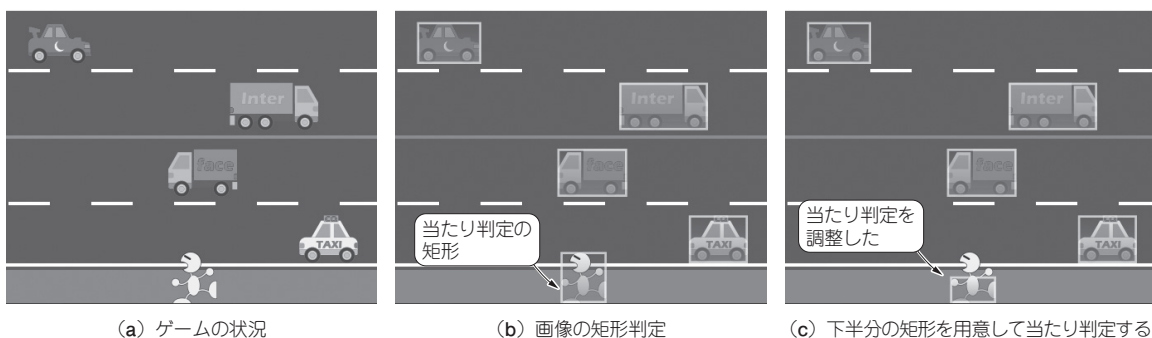 Inter
face
TAXI
Inter
face
TAXI
当たり判定の
矩形
Inter
face
TAXI
当たり判定を
調整した
(a) ゲームの状況
(b) 画像の矩形判定
(c) 下半分の矩形を用意して当たり判定する